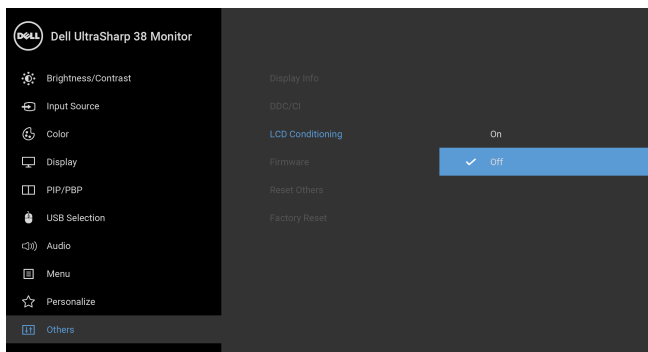 DELL
Dell UltraSharp 38 Monitor
Brightness/Contrast
Input Source
Color
Display
PIP/PBP
USB Selection
Audio
Menu
Personalize
Others
Display Info
DDC/CI
LCD Conditioning
Firmware
Reset Others
Factory Reset
On
Off